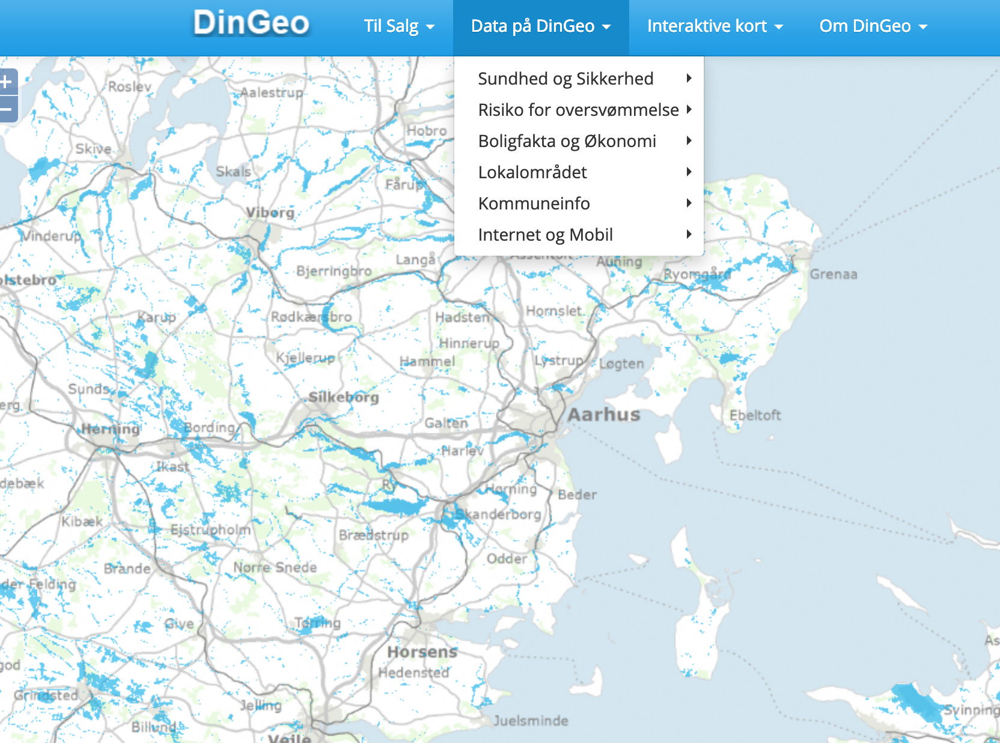 DinGeo
Til Salg
Data på DinGeo
Interaktive kort
Om DinGeo
Sundhed og Sikkerhed
Risiko for oversvømmelse
Boligfakta og Økonomi
Lokalområdet
Kommuneinfo
Internet og Mobil
+
−
Roslev
Aalestrup
Hobro
Skive
Skals
Fårup
Viborg
Vinderup
Langå
Auning
Bjerringbro
Ryomgård
Grenaa
olstebro
Karup
Rødkærsbro
Hadsten
Hornslet
Hinnerup
Kjellerup
Hammel
Lystrup
Løgten
Sunds
Silkeborg
erg
Aarhus
Ebeltoft
Galten
Herning
Bording
Harlev
Ikast
debæk
Ry
Hørning
Beder
Skanderborg
Kibæk
Ejstrupholm
Brædstrup
Odder
Brande
Nørre Snede
der Felding
Give
Tørring
As
Horsens
god
Hedensted
Grindsted
Jelling
Svinning
Juelsminde
Billund
Vejle